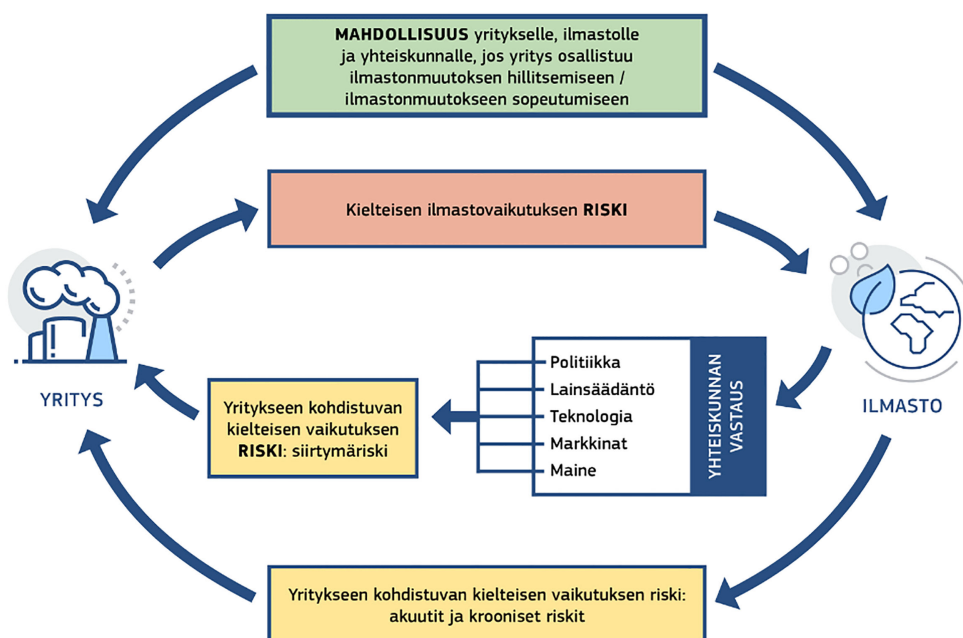 MAHDOLLISUUS yritykselle, ilmastolle
ja yhteiskunnalle, jos yritys osallistuu
ilmastonmuutoksen hillitsemiseen /
ilmastonmuutokseen sopeutumiseen
Kielteisen ilmastovaikutuksen RISKI
YRITYS
ILMASTO
Yritykseen kohdistuvan
kielteisen vaikutuksen
RISKI: siirtymäriski
Politiikka
Lainsäädäntö
Teknologia
Markkinat
Maine
YHTEISKUNNAN
VASTAUS
Yritykseen kohdistuvan kielteisen vaikutuksen riski:
akuutit ja krooniset riskit